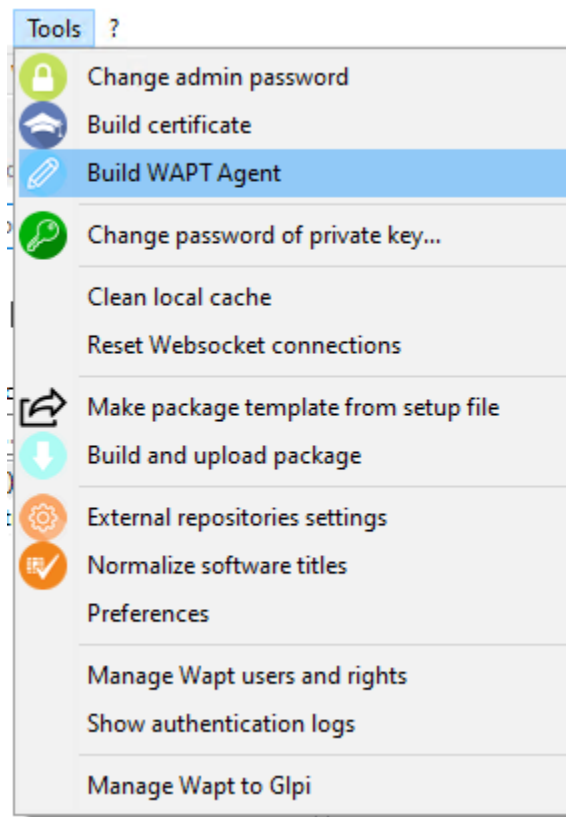 Tools ?
Change admin password
Build certificate
Build WAPT Agent
Change password of private key...
Clean local cache
Reset Websocket connections
Make package template from setup file
Build and upload package
External repositories settings
Normalize software titles
Preferences
Manage Wapt users and rights
Show authentication logs
Manage Wapt to Glpi